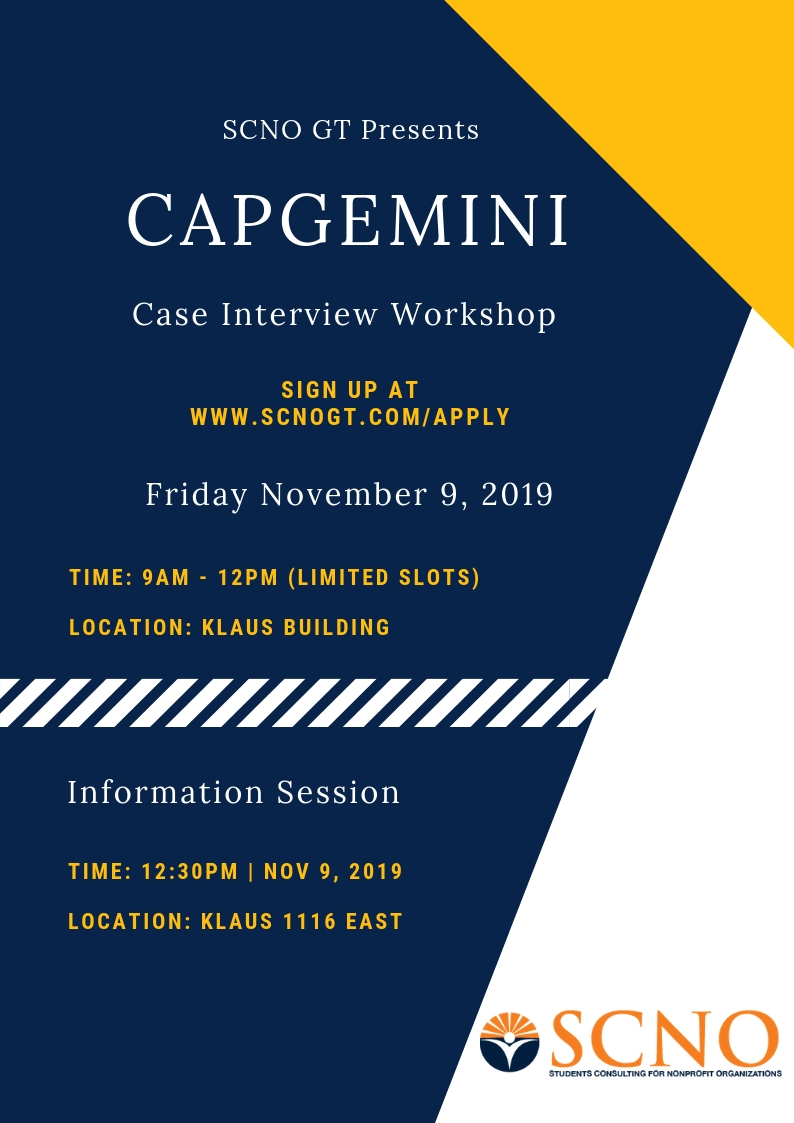 SCNO GT Presents
CAPGEMINI
Case Interview Workshop
SIGN UP AT
WWW.SCNOGT.COM/APPLY
Friday November 9, 2019
TIME: 9AM - 12PM (LIMITED SLOTS)
LOCATION: KLAUS BUILDING
Information Session
TIME: 12:30PM | NOV 9, 2019
LOCATION: KLAUS 1116 EAST
SCNO
STUDENTS CONSULTING FOR NONPROFIT ORGANIZATIONS